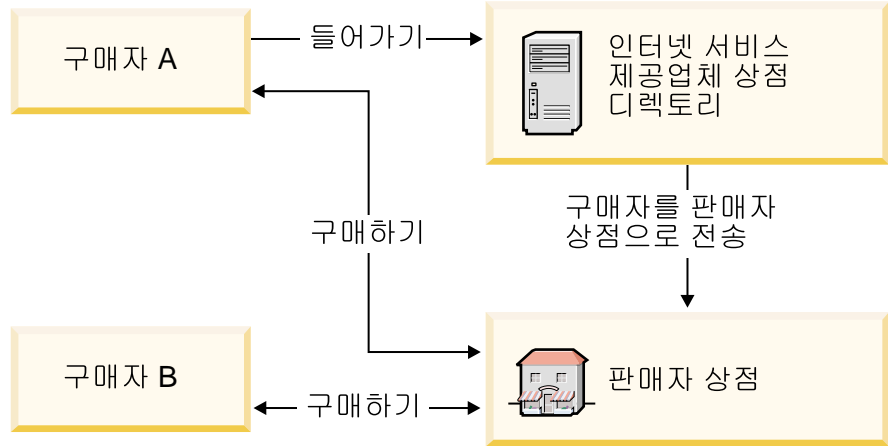 구매자 A
들어가기
인터넷 서비스
제공업체 상점
디렉토리
구매자를 판매자
상점으로 전송
구매하기
구매자 B
구매하기
판매자 상점